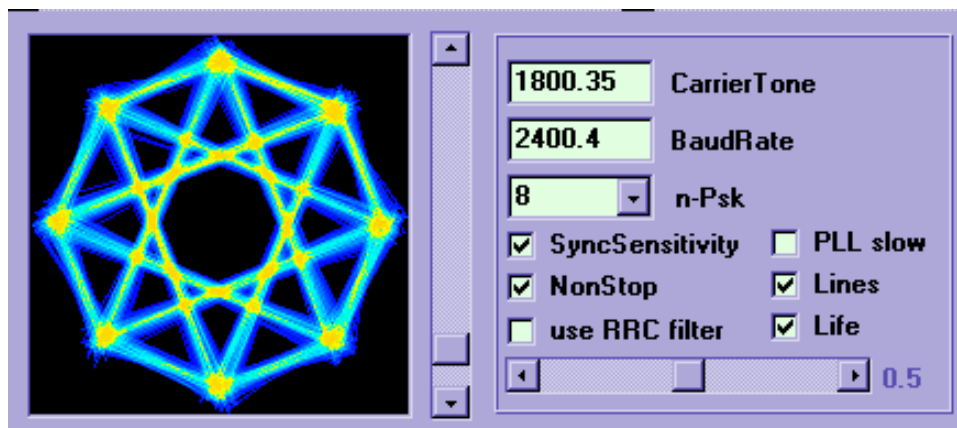 1800.35 CarrierTone
2400.4 BaudRate
8 n-Psk
SyncSensitivity PLL slow
NonStop Lines
use RRC filter Life
0.5